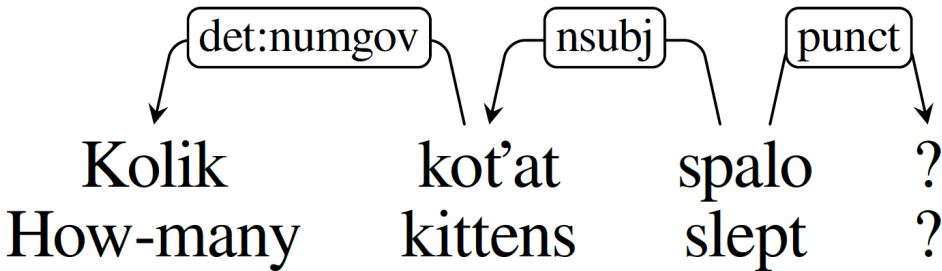 det:numgov nsubj punct
Kolik koťat spalo ?
How-many kittens slept ?